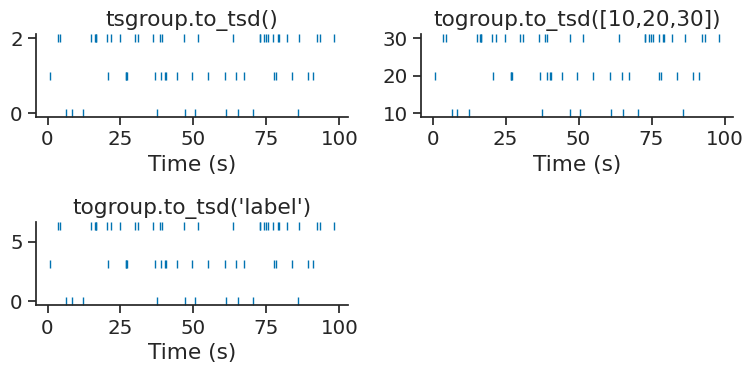 tsgroup.to_tsd()
2
0
0 25 50 75 100
Time (s)
togroup.to_tsd([10,20,30])
30
20
10
0 25 50 75 100
Time (s)
togroup.to_tsd('label')
5
0
0 25 50 75 100
Time (s)